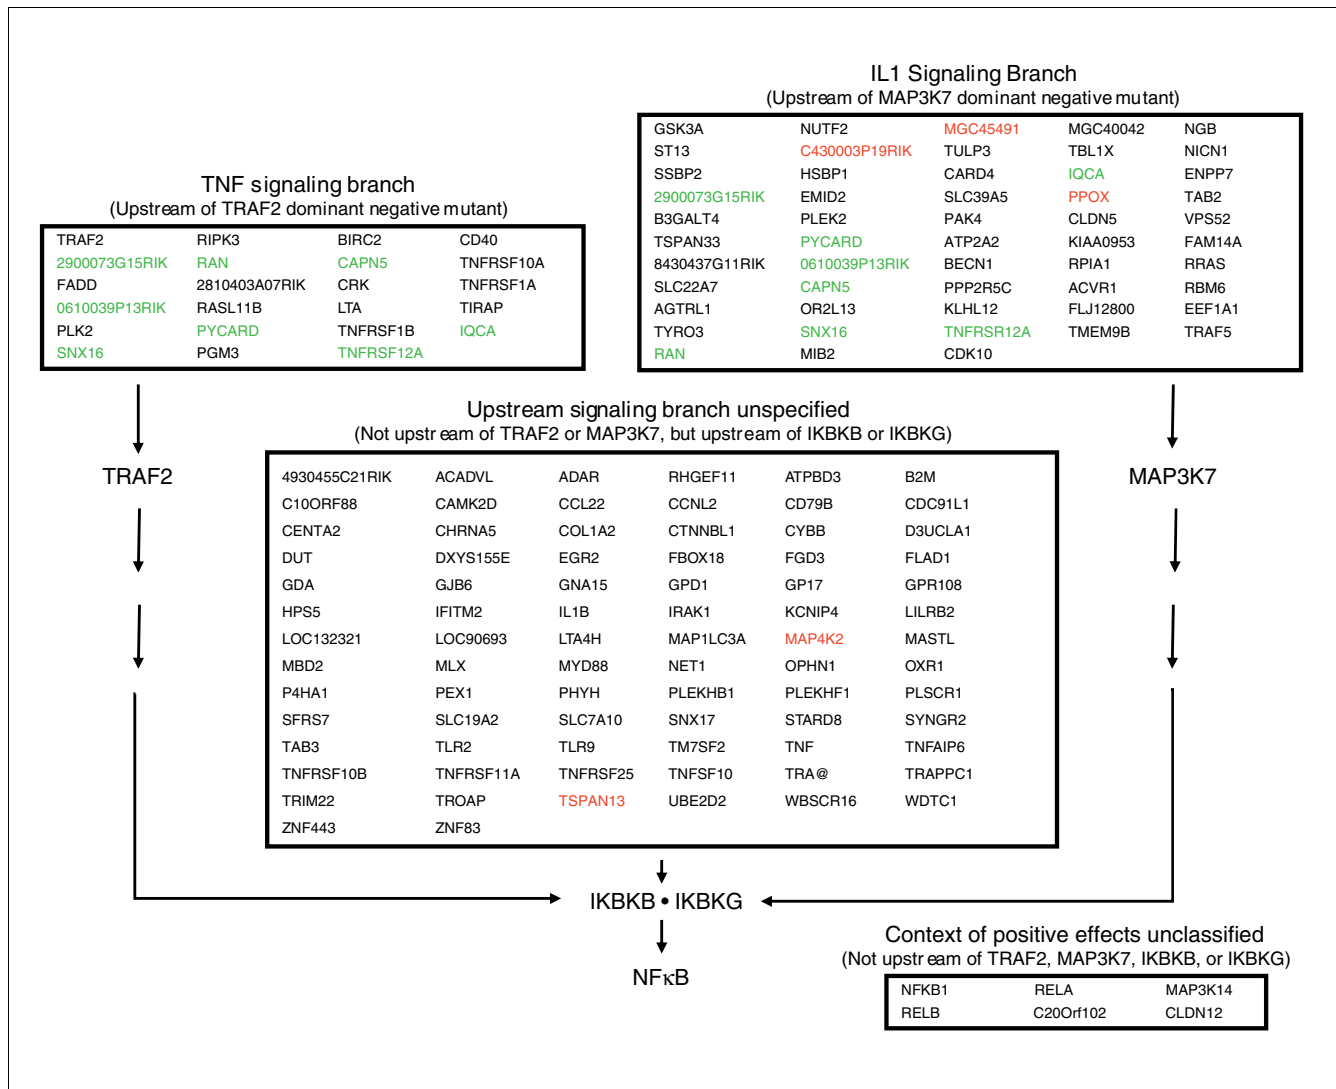 IL1 Signaling Branch
(Upstream of MAP3K7 dominant negative mutant)
GSK3A NUTF2 MGC45491 MGC40042 NGB
ST13 C430003P19RIK TULP3 TBL1X NICN1
SSBP2 HSBP1 CARD4 IQCA ENPP7
2900073G15RIK EMID2 SLC39A5 PPOX TAB2
B3GALT4 PLEK2 PAK4 CLDN5 VPS52
TSPAN33 PYCARD ATP2A2 KIAA0953 FAM14A
8430437G11RIK 0610039P13RIK BECN1 RPIA1 RRAS
SLC22A7 CAPN5 PPP2R5C ACVR1 RBM6
AGTRL1 OR2L13 KLHL12 FLJ12800 EEF1A1
TYRO3 SNX16 TNFRSR12A TMEM9B TRAF5
RAN MIB2 CDK10
TNF signaling branch
(Upstream of TRAF2 dominant negative mutant)
TRAF2 RIPK3 BIRC2 CD40
2900073G15RIK RAN CAPN5 TNFRSF10A
FADD 2810403A07RIK CRK TNFRSF1A
0610039P13RIK RASL11B LTA TIRAP
PLK2 PYCARD TNFRSF1B IQCA
SNX16 PGM3 TNFRSF12A
Upstream signaling branch unspecified
(Not upstream of TRAF2 or MAP3K7, but upstream of IKBKB or IKBKG)
4930455C21RIK ACADVL ADAR RHGEF11 ATPBD3 B2M
C10ORF88 CAMK2D CCL22 CCNL2 CD79B CDC91L1
CENTA2 CHRNA5 COL1A2 CTNNBL1 CYBB D3UCLA1
DUT DXYS155E EGR2 FBOX18 FGD3 FLAD1
GDA GJB6 GNA15 GPD1 GP17 GPR108
HPS5 IFITM2 IL1B IRAK1 KCNIP4 LILRB2
LOC132321 LOC90693 LTA4H MAP1LC3A MAP4K2 MASTL
MBD2 MLX MYD88 NET1 OPHN1 OXR1
P4HA1 PEX1 PHYH PLEKHB1 PLEKHF1 PLSCR1
SFRS7 SLC19A2 SLC7A10 SNX17 STARD8 SYNGR2
TAB3 TLR2 TLR9 TM7SF2 TNF TNFAIP6
TNFRSF10B TNFRSF11A TNFRSF25 TNFSF10 TRA@ TRAPPC1
TRIM22 TROAP TSPAN13 UBE2D2 WBSCR16 WDTC1
ZNF443 ZNF83
TRAF2
MAP3K7
IKBKB • IKBKG
NFκB
Context of positive effects unclassified
(Not upstream of TRAF2, MAP3K7, IKBKB, or IKBKG)
NFKB1 RELA MAP3K14
RELB C20Orf102 CLDN12